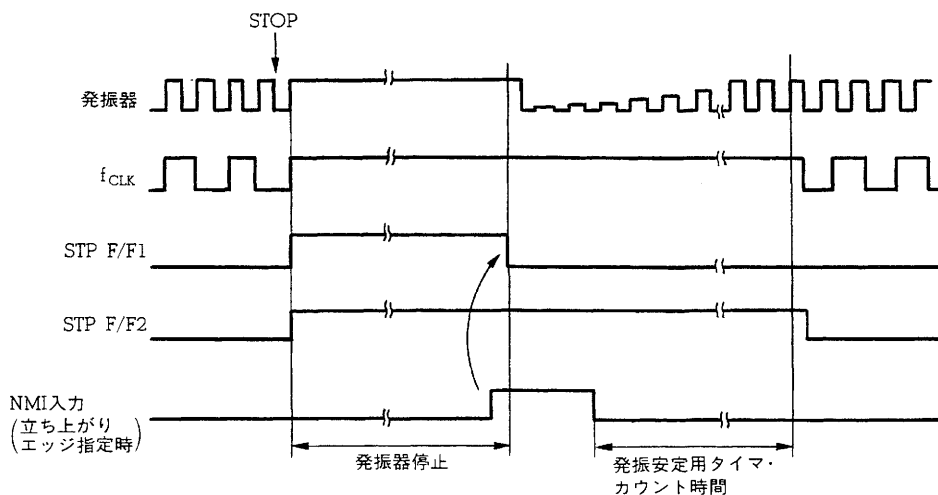 STOP
発振器
fCLK
STP F/F1
STP F/F2
NMI入力
(立ち上がり
エッジ指定時)
発振器停止
発振安定用タイマ・
カウント時間